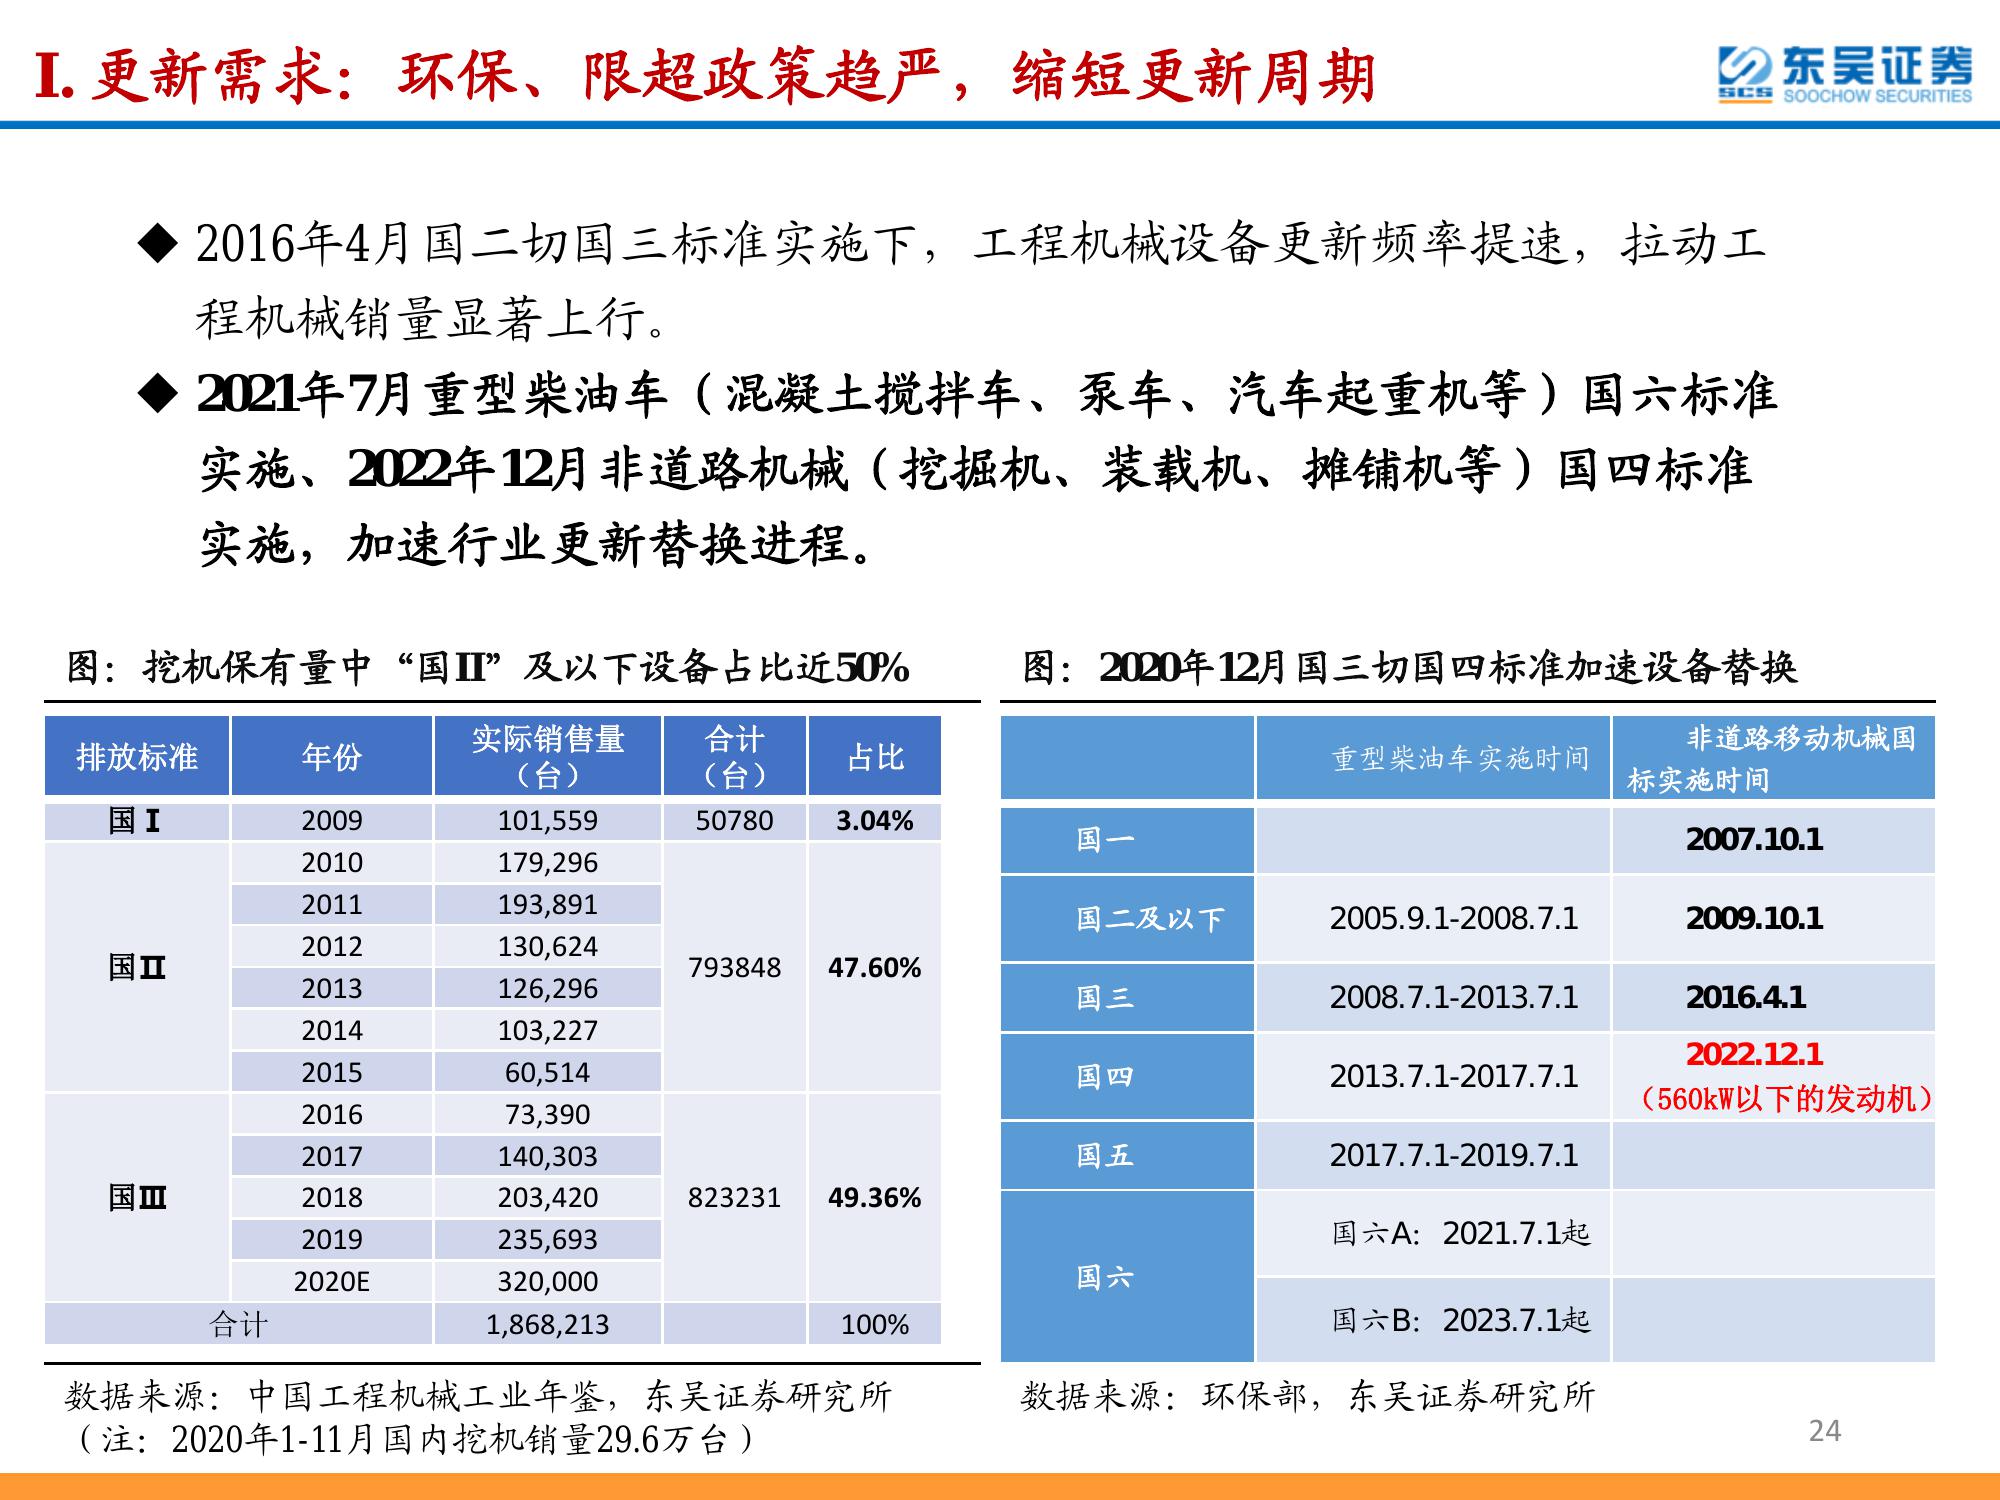 I. 更新需求：环保、限超政策趋严，缩短更新周期
东吴证券
SCS SOOCHOW SECURITIES
◆ 2016年4月国二切国三标准实施下，工程机械设备更新频率提速，拉动工
程机械销量显著上行。
◆ 2021年7月重型柴油车（混凝土搅拌车、泵车、汽车起重机等）国六标准
实施、2022年12月非道路机械（挖掘机、装载机、摊铺机等）国四标准
实施，加速行业更新替换进程。
图：挖机保有量中“国II”及以下设备占比近50%
排放标准 年份 实际销售量（台） 合计（台） 占比
国 I 2009 101,559 50780 3.04%
国II 2010 179,296 793848 47.60%
2011 193,891
2012 130,624
2013 126,296
2014 103,227
2015 60,514
国III 2016 73,390 823231 49.36%
2017 140,303
2018 203,420
2019 235,693
2020E 320,000
合计 1,868,213 100%
数据来源：中国工程机械工业年鉴，东吴证券研究所
（注：2020年1-11月国内挖机销量29.6万台）
图：2020年12月国三切国四标准加速设备替换
重型柴油车实施时间 非道路移动机械国标实施时间
国一 2007.10.1
国二及以下 2005.9.1-2008.7.1 2009.10.1
国三 2008.7.1-2013.7.1 2016.4.1
国四 2013.7.1-2017.7.1 2022.12.1
（560kW以下的发动机）
国五 2017.7.1-2019.7.1
国六 国六A：2021.7.1起
国六B：2023.7.1起
数据来源：环保部，东吴证券研究所
24